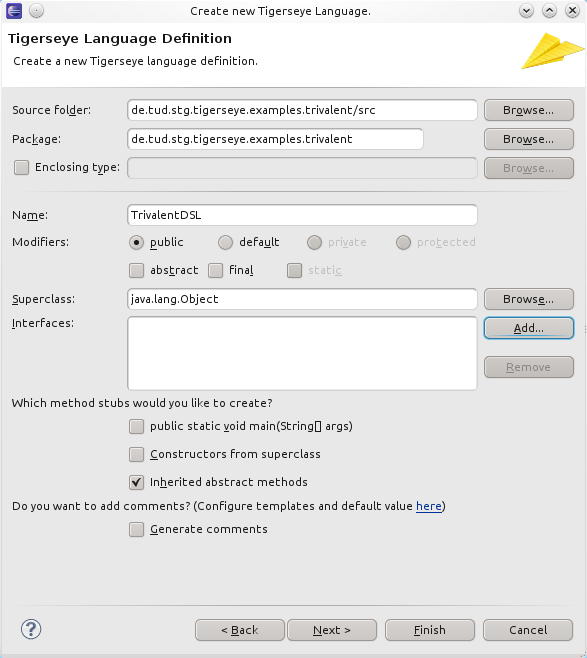 Create new Tigerseye Language.
Tigerseye Language Definition
Create a new Tigerseye language definition.
Source folder: de.tud.stg.tigerseye.examples.trivalent/src Browse...
Package: de.tud.stg.tigerseye.examples.trivalent Browse...
Enclosing type: Browse...
Name: TrivalentDSL
Modifiers: public default private protected
abstract final static
Superclass: java.lang.Object Browse...
Interfaces: Add...
Remove
Which method stubs would you like to create?
public static void main(String[] args)
Constructors from superclass
Inherited abstract methods
Do you want to add comments? (Configure templates and default value here)
Generate comments
? < Back Next > Finish Cancel